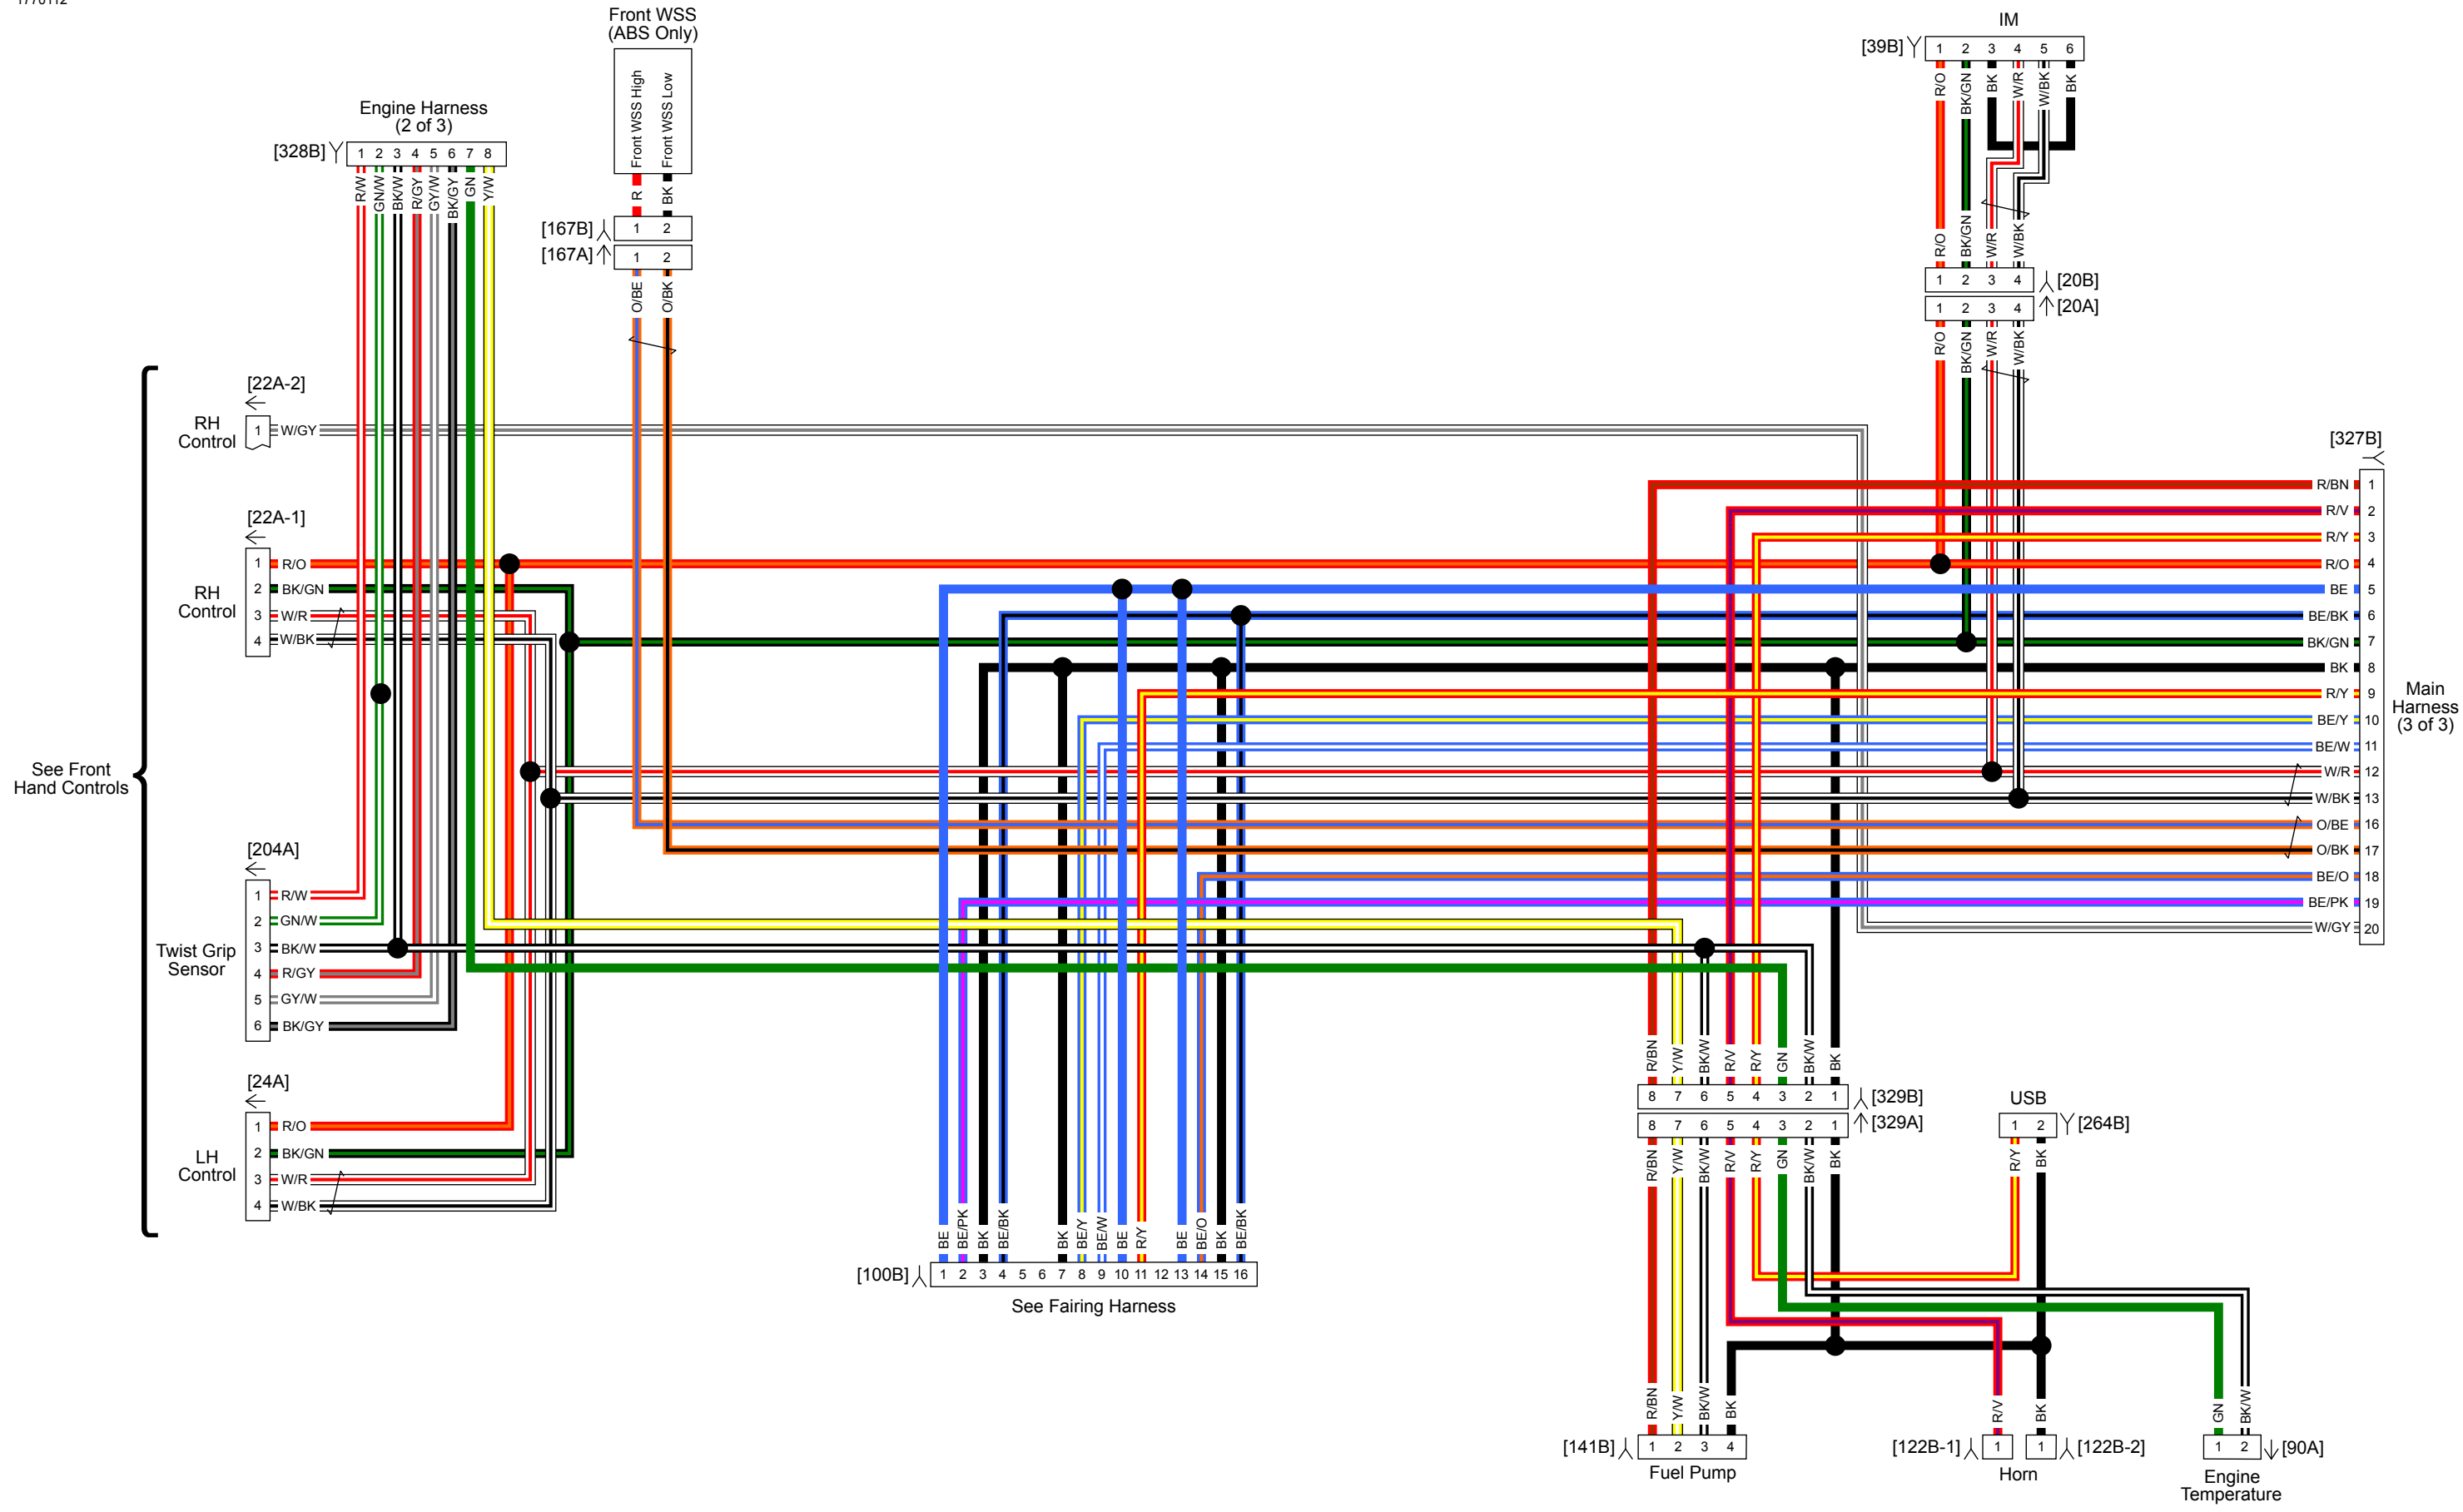 Front WSS
(ABS Only)
Front WSS High
Front WSS Low
R
BK
[167B]
1 2
[167A]
1 2
O/BE
O/BK
IM
[39B]
1 2 3 4 5 6
R/O
BK/GN
BK
W/R
W/BK
BK
R/O
BK/GN
W/R
W/BK
1 2 3 4
[20B]
1 2 3 4
[20A]
R/O
BK/GN
W/R
W/BK
Engine Harness
(2 of 3)
[328B]
1 2 3 4 5 6 7 8
R/W
GN/W
BK/W
R/GY
GY/W
BK/GY
GN
Y/W
See Front
Hand Controls
[22A-2]
RH
Control
1 W/GY
[22A-1]
RH
Control
1 R/O
2 BK/GN
3 W/R
4 W/BK
[204A]
Twist Grip
Sensor
1 R/W
2 GN/W
3 BK/W
4 R/GY
5 GY/W
6 BK/GY
[24A]
LH
Control
1 R/O
2 BK/GN
3 W/R
4 W/BK
[327B]
R/BN 1
R/V 2
R/Y 3
R/O 4
BE 5
BE/BK 6
BK/GN 7
BK 8
R/Y 9
BE/Y 10
BE/W 11
W/R 12
W/BK 13
O/BE 16
O/BK 17
BE/O 18
BE/PK 19
W/GY 20
Main
Harness
(3 of 3)
BE
BE/PK
BK
BE/BK
BK
BE/Y
BE/W
BE
R/Y
BE
BE/O
BK
BE/BK
[100B]
1 2 3 4 5 6 7 8 9 10 11 12 13 14 15 16
See Fairing Harness
R/BN
Y/W
BK/W
R/V
R/Y
GN
BK/W
BK
8 7 6 5 4 3 2 1
[329B]
8 7 6 5 4 3 2 1
[329A]
R/BN
Y/W
BK/W
R/V
R/Y
GN
BK/W
BK
USB
1 2
[264B]
R/Y
BK
R/BN
Y/W
BK/W
BK
[141B]
1 2 3 4
Fuel Pump
R/V
BK
[122B-1]
1
1
[122B-2]
Horn
GN
BK/W
1 2
[90A]
Engine
Temperature